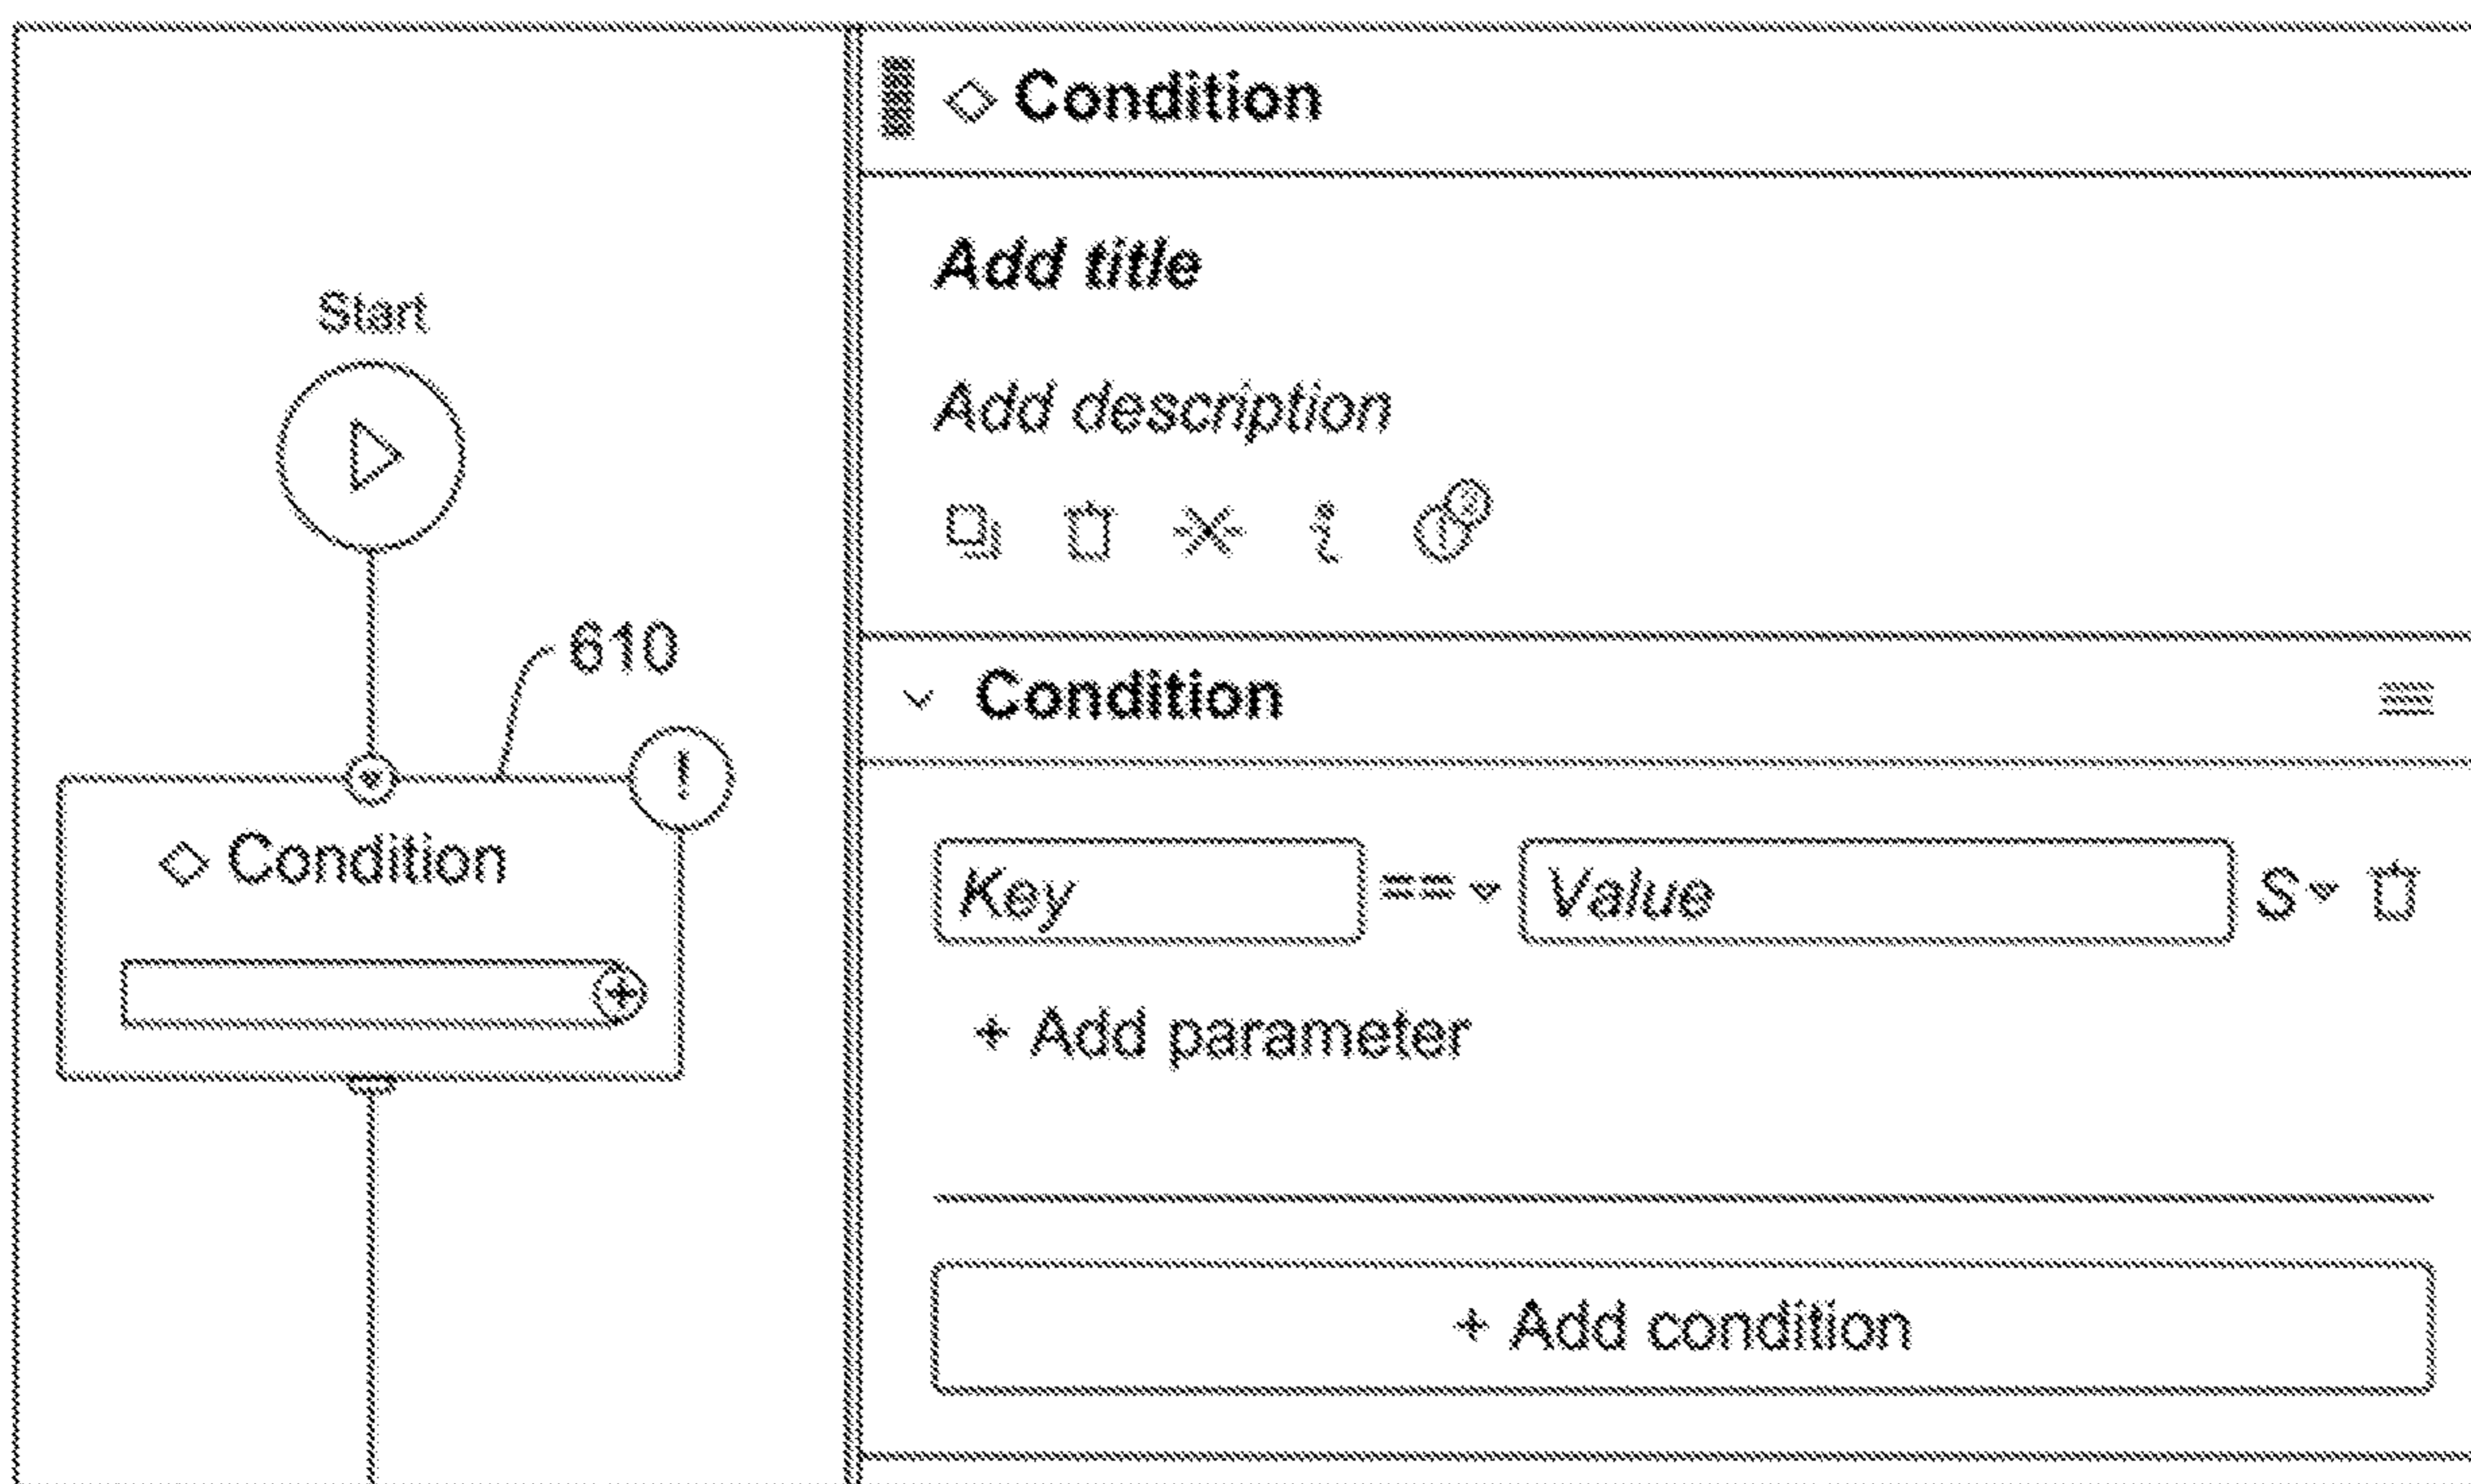 Start
610
! 
Condition
+
Condition
Add title
Add description
Condition
Key == Value S
+ Add parameter
+ Add condition